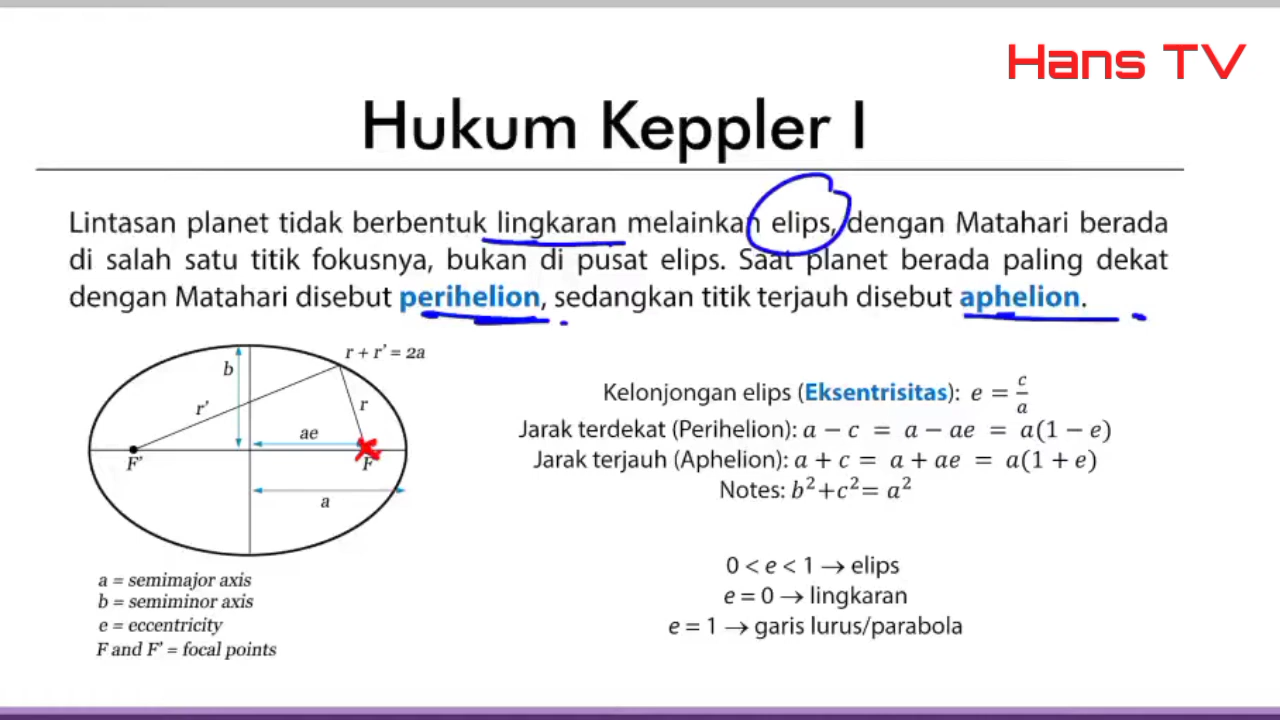 Hans TV
Hukum Keppler I
Lintasan planet tidak berbentuk lingkaran melainkan elips, dengan Matahari berada
di salah satu titik fokusnya, bukan di pusat elips. Saat planet berada paling dekat
dengan Matahari disebut perihelion, sedangkan titik terjauh disebut aphelion.
r + r' = 2a
b
r'
r
ae
F'
F
a
a = semimajor axis
b = semiminor axis
e = eccentricity
F and F' = focal points
Kelonjongan elips (Eksentrisitas): e = c/a
Jarak terdekat (Perihelion): a − c = a − ae = a(1 − e)
Jarak terjauh (Aphelion): a + c = a + ae = a(1 + e)
Notes: b²+c²= a²
0 < e < 1 → elips
e = 0 → lingkaran
e = 1 → garis lurus/parabola